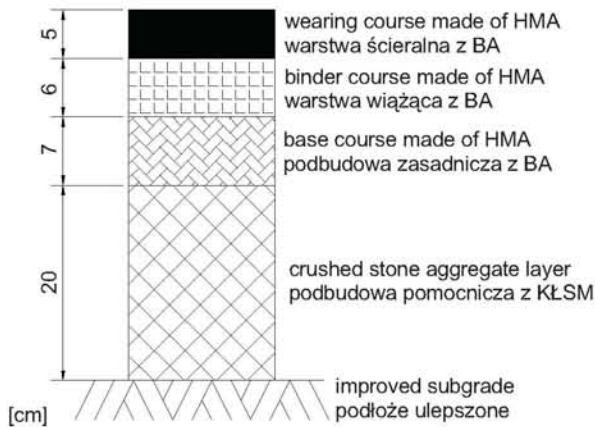 5
wearing course made of HMA
warstwa ścieralna z BA
6
binder course made of HMA
warstwa wiążąca z BA
7
base course made of HMA
podbudowa zasadnicza z BA
20
crushed stone aggregate layer
podbudowa pomocnicza z KŁSM
improved subgrade
podłoże ulepszone
[cm]